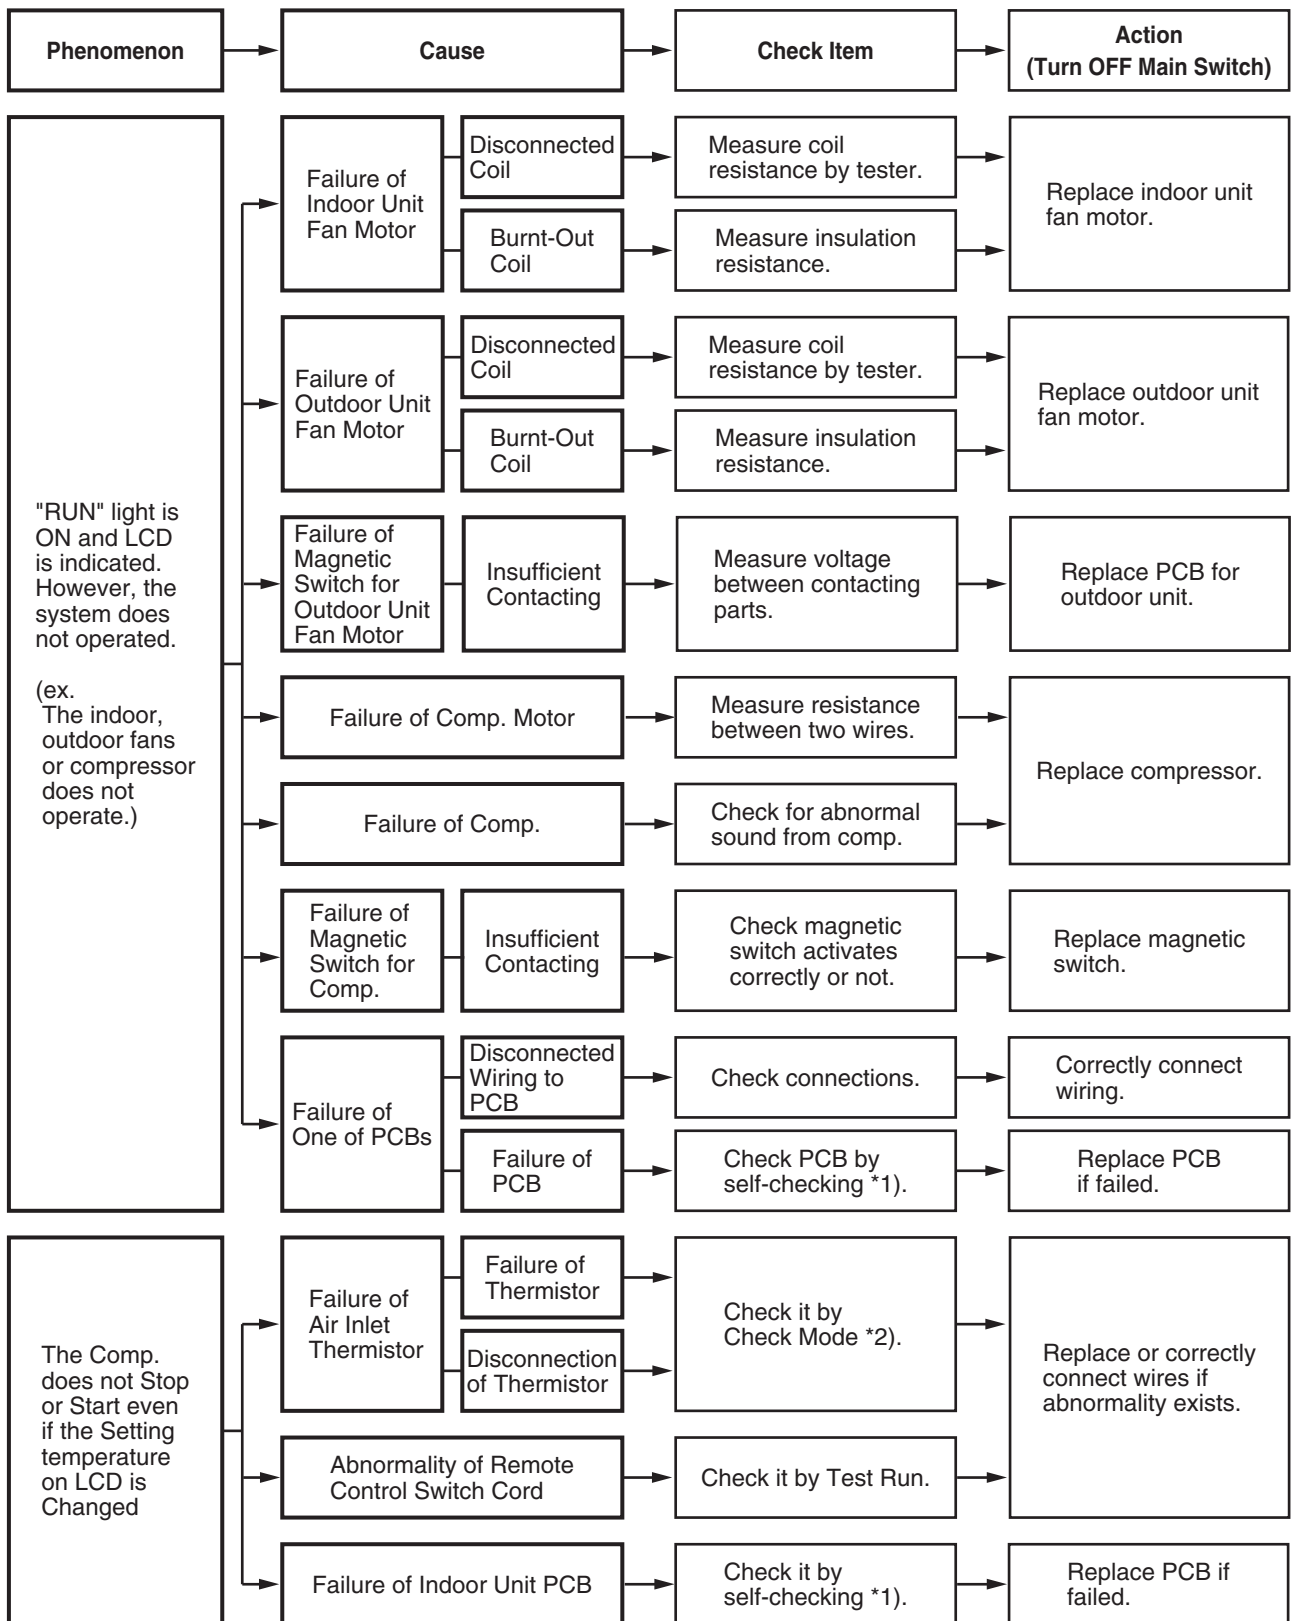 Phenomenon
Cause
Check Item
Action
(Turn OFF Main Switch)
"RUN" light is
ON and LCD
is indicated.
However, the
system does
not operated.
(ex.
The indoor,
outdoor fans
or compressor
does not
operate.)
Failure of
Indoor Unit
Fan Motor
Disconnected
Coil
Measure coil
resistance by tester.
Burnt-Out
Coil
Measure insulation
resistance.
Replace indoor unit
fan motor.
Failure of
Outdoor Unit
Fan Motor
Disconnected
Coil
Measure coil
resistance by tester.
Burnt-Out
Coil
Measure insulation
resistance.
Replace outdoor unit
fan motor.
Failure of
Magnetic
Switch for
Outdoor Unit
Fan Motor
Insufficient
Contacting
Measure voltage
between contacting
parts.
Replace PCB for
outdoor unit.
Failure of Comp. Motor
Measure resistance
between two wires.
Failure of Comp.
Check for abnormal
sound from comp.
Replace compressor.
Failure of
Magnetic
Switch for
Comp.
Insufficient
Contacting
Check magnetic
switch activates
correctly or not.
Replace magnetic
switch.
Failure of
One of PCBs
Disconnected
Wiring to
PCB
Check connections.
Correctly connect
wiring.
Failure of
PCB
Check PCB by
self-checking *1).
Replace PCB
if failed.
The Comp.
does not Stop
or Start even
if the Setting
temperature
on LCD is
Changed
Failure of
Air Inlet
Thermistor
Failure of
Thermistor
Disconnection
of Thermistor
Check it by
Check Mode *2).
Abnormality of Remote
Control Switch Cord
Check it by Test Run.
Replace or correctly
connect wires if
abnormality exists.
Failure of Indoor Unit PCB
Check it by
self-checking *1).
Replace PCB if
failed.